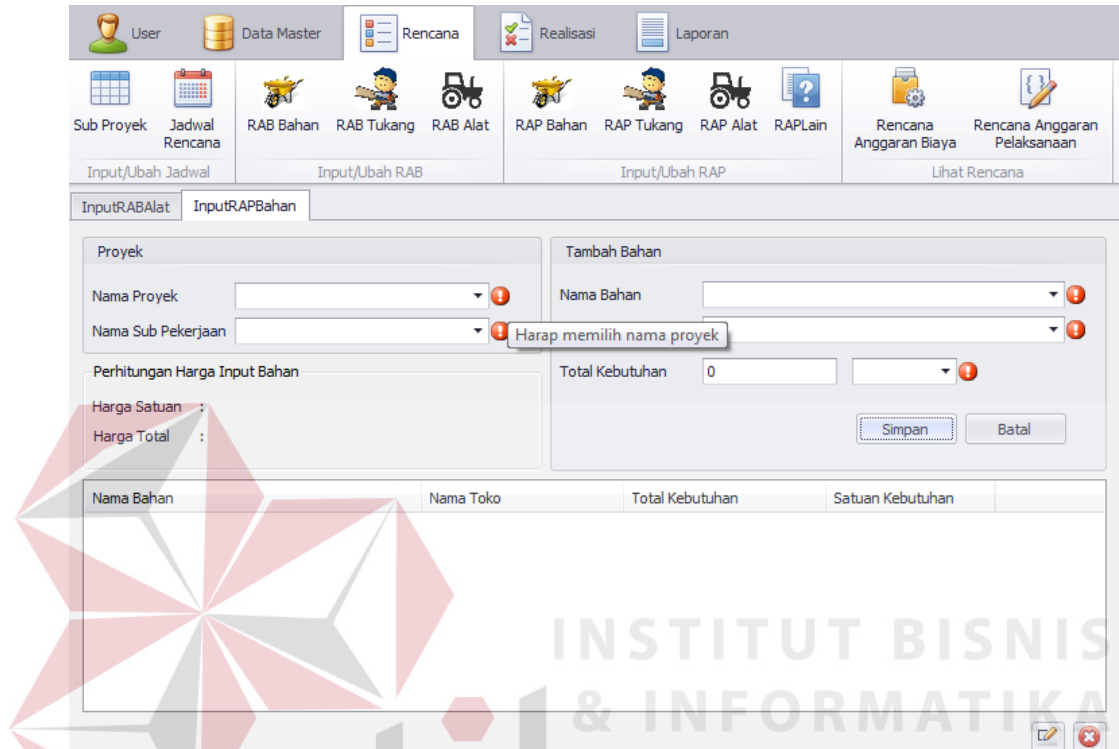 User Data Master Rencana Realisasi Laporan
Sub Proyek Jadwal Rencana RAB Bahan RAB Tukang RAB Alat RAP Bahan RAP Tukang RAP Alat RAPLain Rencana Anggaran Biaya Rencana Anggaran Pelaksanaan
Input/Ubah Jadwal Input/Ubah RAB Input/Ubah RAP Lihat Rencana
InputRABAlat InputRAPBahan
Proyek
Nama Proyek
Nama Sub Pekerjaan
Harap memilih nama proyek
Tambah Bahan
Nama Bahan
Total Kebutuhan 0
Simpan Batal
Perhitungan Harga Input Bahan
Harga Satuan :
Harga Total :
Nama Bahan Nama Toko Total Kebutuhan Satuan Kebutuhan
INSTITUT BISNIS
& INFORMATIKA